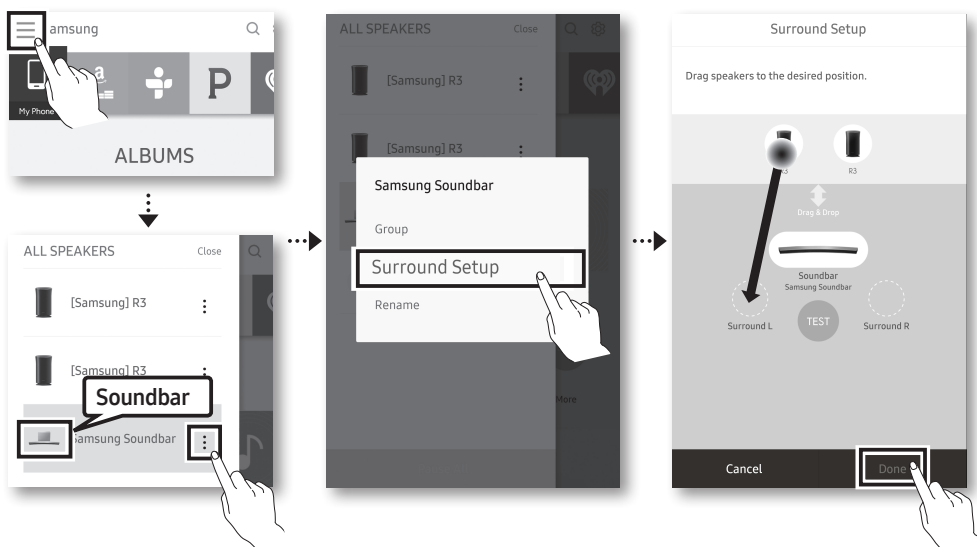 amsung
a
P
My Phone
ALBUMS
ALL SPEAKERS
Close
[Samsung] R3
[Samsung] R3
Soundbar
Samsung Soundbar
ALL SPEAKERS
Close
[Samsung] R3
[Samsung] R3
Samsung Soundbar
Group
Surround Setup
Rename
More
Surround Setup
Drag speakers to the desired position.
R3
R3
Drag & Drop
Soundbar
Samsung Soundbar
Surround L
TEST
Surround R
Cancel
Done